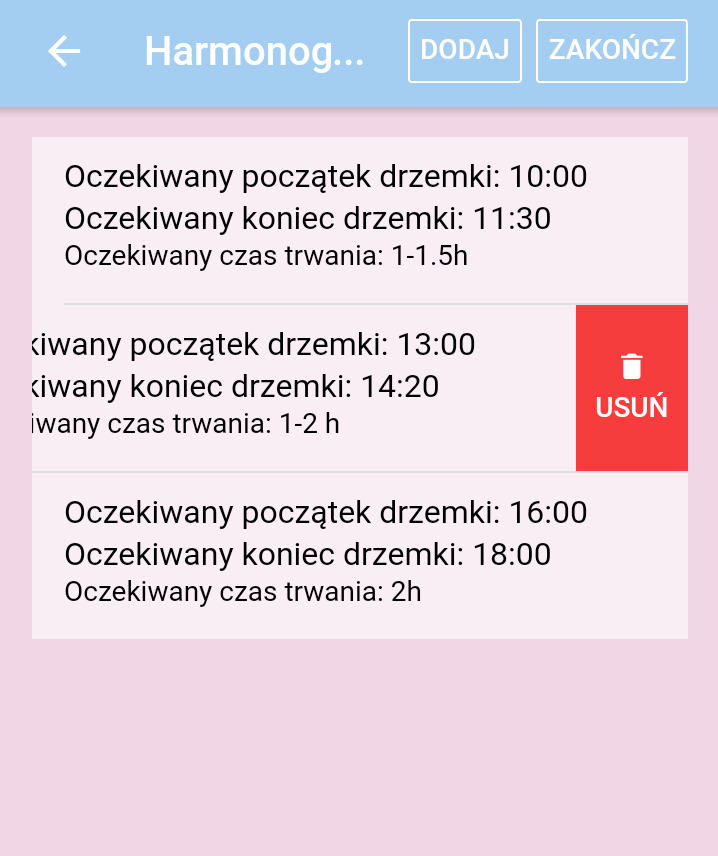 Harmonog...
DODAJ
ZAKOŃCZ
Oczekiwany początek drzemki: 10:00
Oczekiwany koniec drzemki: 11:30
Oczekiwany czas trwania: 1-1.5h
kiwany początek drzemki: 13:00
kiwany koniec drzemki: 14:20
iwany czas trwania: 1-2 h
USUŃ
Oczekiwany początek drzemki: 16:00
Oczekiwany koniec drzemki: 18:00
Oczekiwany czas trwania: 2h